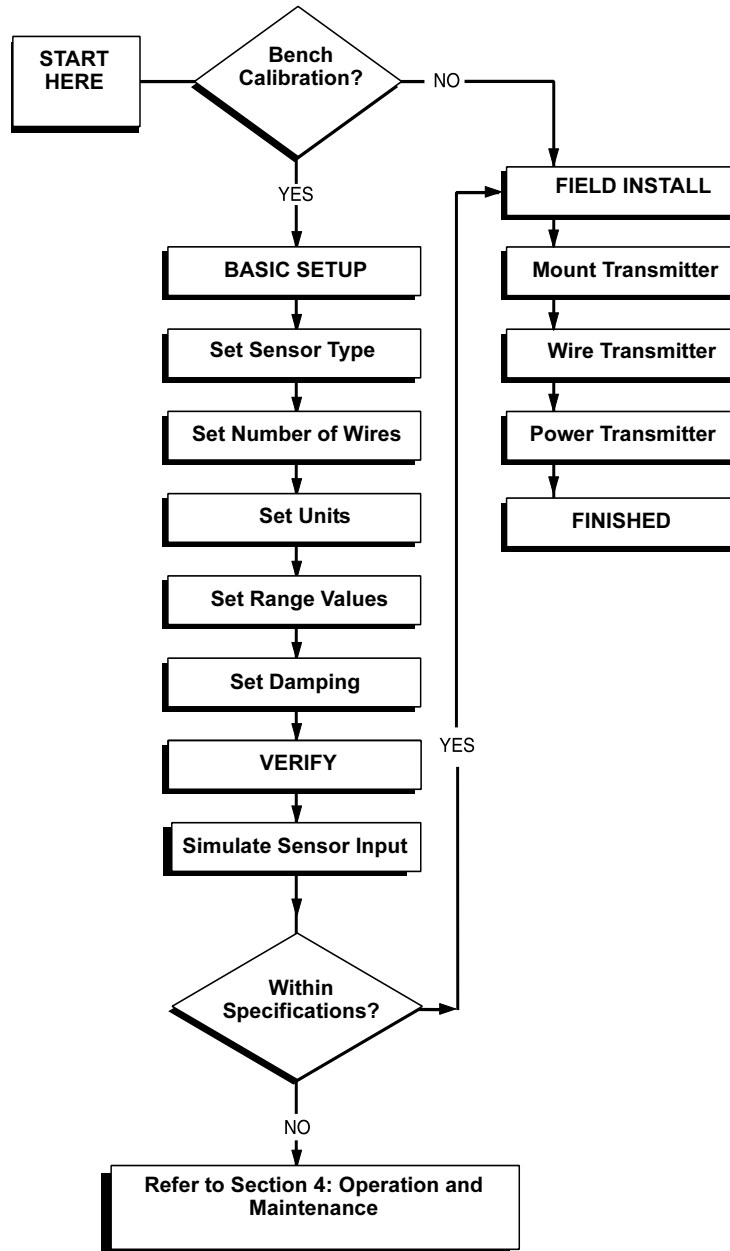 START
HERE
Bench
Calibration?
NO
YES
BASIC SETUP
Set Sensor Type
Set Number of Wires
Set Units
Set Range Values
Set Damping
VERIFY
Simulate Sensor Input
Within
Specifications?
YES
NO
Refer to Section 4: Operation and
Maintenance
FIELD INSTALL
Mount Transmitter
Wire Transmitter
Power Transmitter
FINISHED